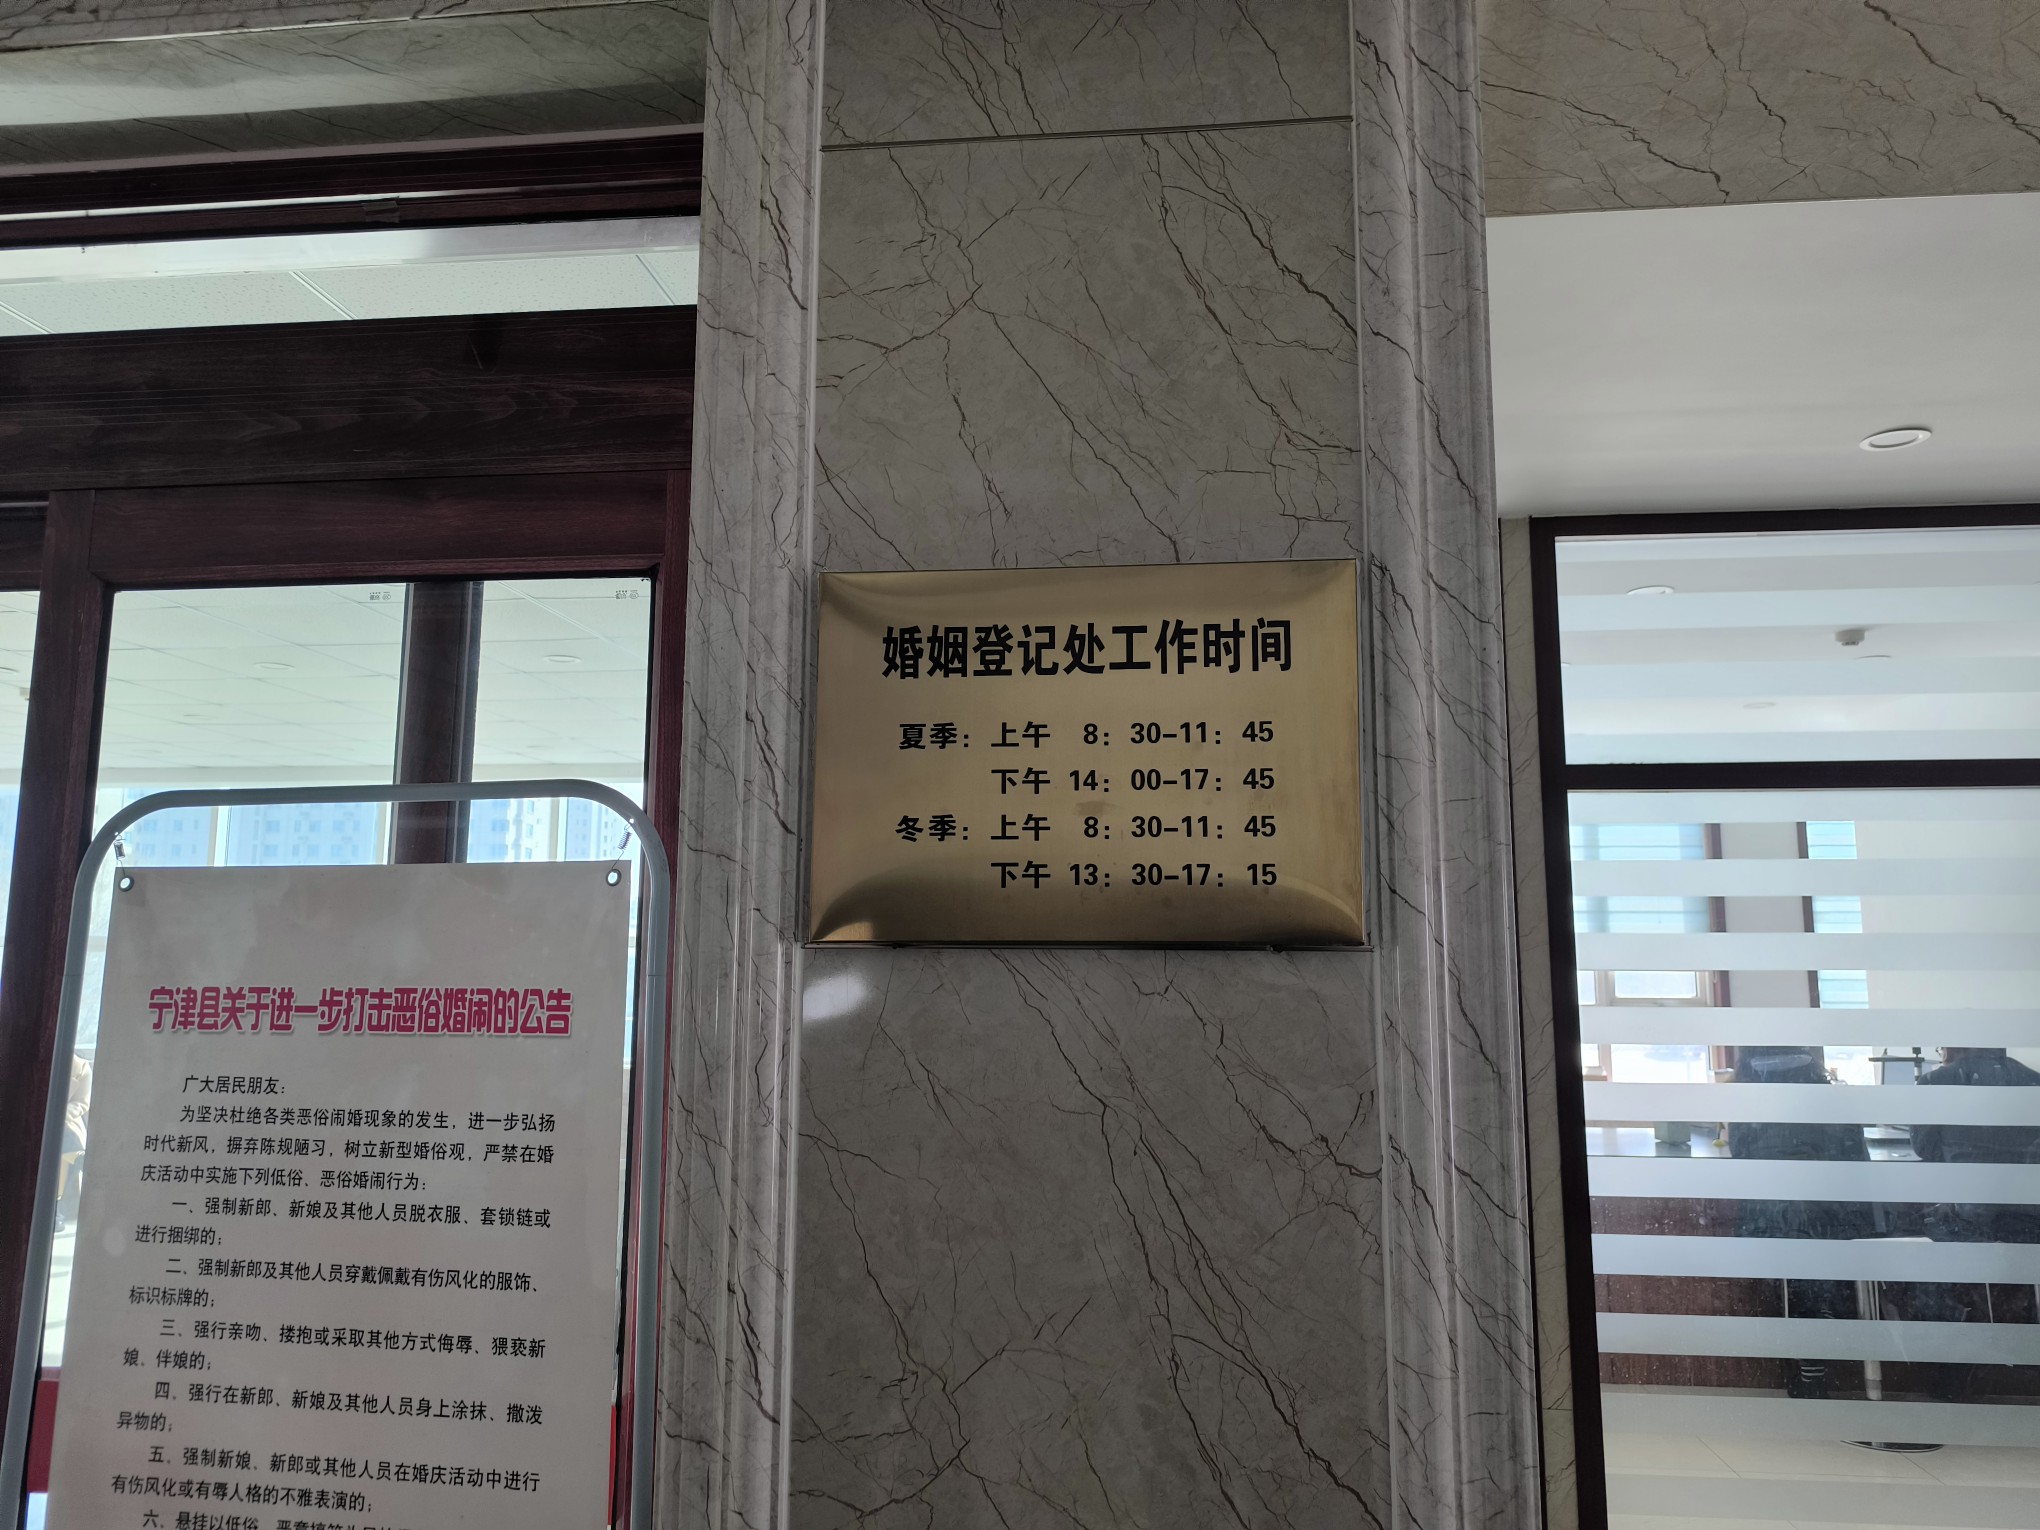 婚姻登记处工作时间
夏季：上午 8：30-11：45
下午 14：00-17：45
冬季：上午 8：30-11：45
下午 13：30-17：15
宁津县关于进一步打击恶俗婚闹的公告
广大居民朋友：
为坚决杜绝各类恶俗闹婚现象的发生，进一步弘扬
时代新风，摒弃陈规陋习，树立新型婚俗观，严禁在婚
庆活动中实施下列低俗、恶俗婚闹行为：
一、强制新郎、新娘及其他人员脱衣服、套锁链或
进行捆绑的；
二、强制新郎及其他人员穿戴佩戴有伤风化的服饰、
标识标牌的；
三、强行亲吻、搂抱或采取其他方式侮辱、猥亵新
娘、伴娘的；
四、强行在新郎、新娘及其他人员身上涂抹、撒泼
异物的；
五、强制新娘、新郎或其他人员在婚庆活动中进行
有伤风化或有辱人格的不雅表演的；
六、悬挂以低俗、恶意搞笑为